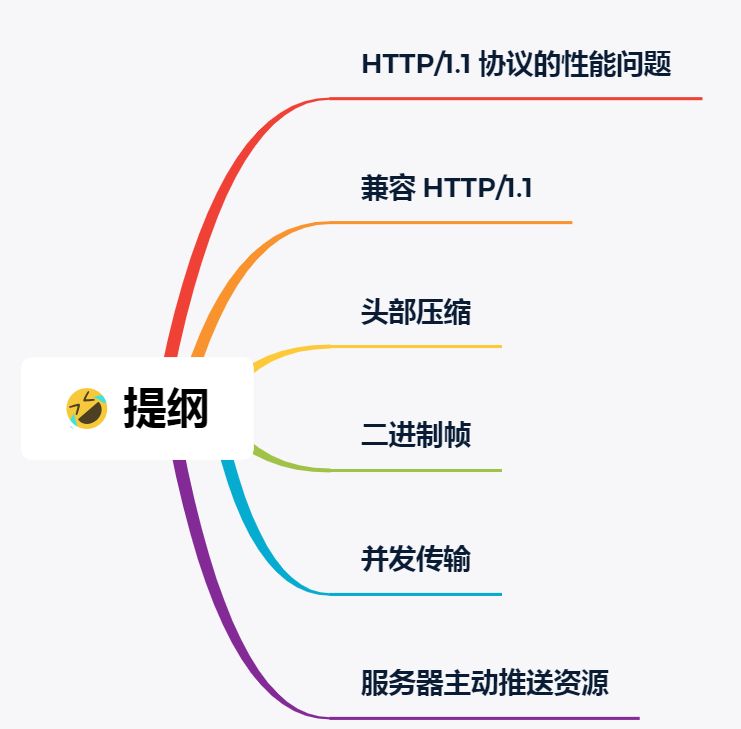 HTTP/1.1 协议的性能问题
兼容 HTTP/1.1
头部压缩
🤣 提纲
二进制帧
并发传输
服务器主动推送资源